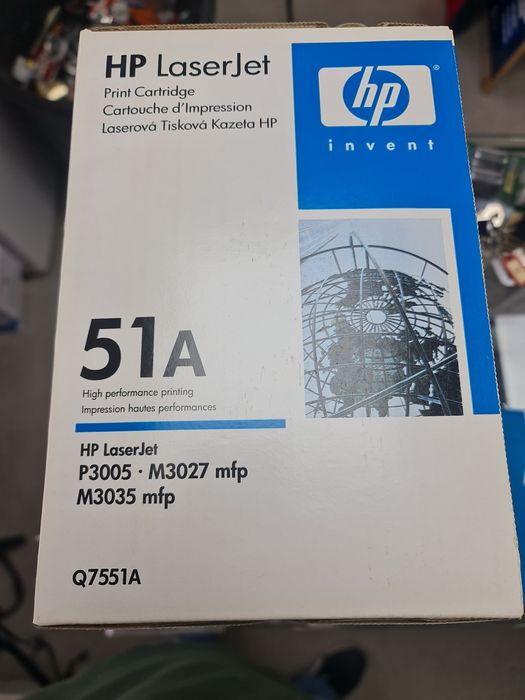 HP LaserJet
Print Cartridge
Cartouche d'Impression
Laserová Tisková Kazeta HP
hp®
invent
51A
High performance printing
Impression hautes performances
HP LaserJet
P3005 · M3027 mfp
M3035 mfp
Q7551A